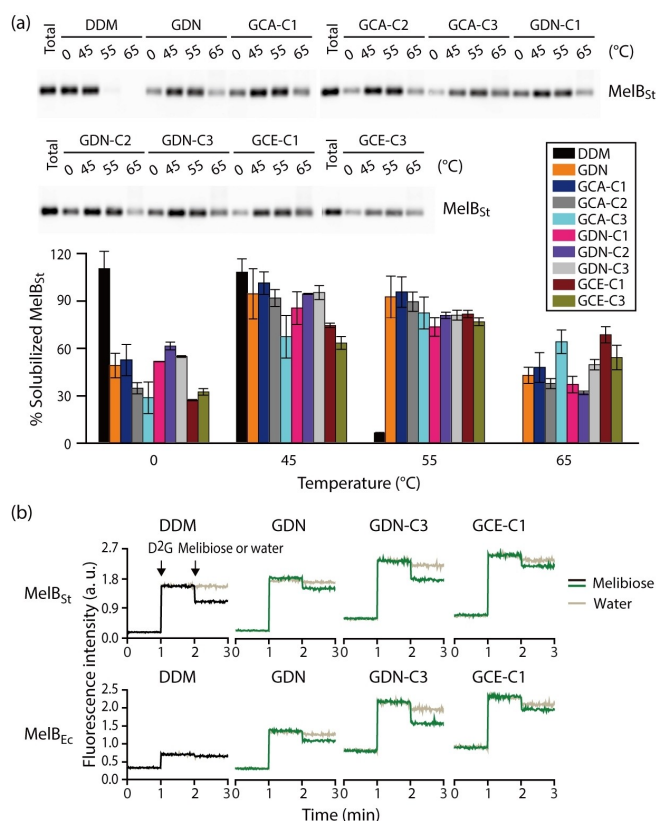 (a)
DDM GDN GCA-C1 GCA-C2 GCA-C3 GDN-C1
Total 0 45 55 65 0 45 55 65 0 45 55 65 Total 0 45 55 65 0 45 55 65 0 45 55 65 (°C)
MelBSt
GDN-C2 GDN-C3 GCE-C1 GCE-C3
Total 0 45 55 65 0 45 55 65 0 45 55 65 Total 0 45 55 65 (°C)
MelBSt
DDM
GDN
GCA-C1
GCA-C2
GCA-C3
GDN-C1
GDN-C2
GDN-C3
GCE-C1
GCE-C3
% Solubilized MelBSt
120
90
60
30
0
0 45 55 65
Temperature (°C)
(b)
DDM GDN GDN-C3 GCE-C1
D2G Melibiose or water
MelBSt
2.7
1.8
0.9
0.0
0 1 2 3 0 1 2 3 0 1 2 3 0 1 2 3
Melibiose
Water
Fluorescence intensity (a. u.)
DDM GDN GDN-C3 GCE-C1
MelBEc
2.5
2.0
1.5
1.0
0.5
0.0
0 1 2 3 0 1 2 3 0 1 2 3 0 1 2 3
Time (min)